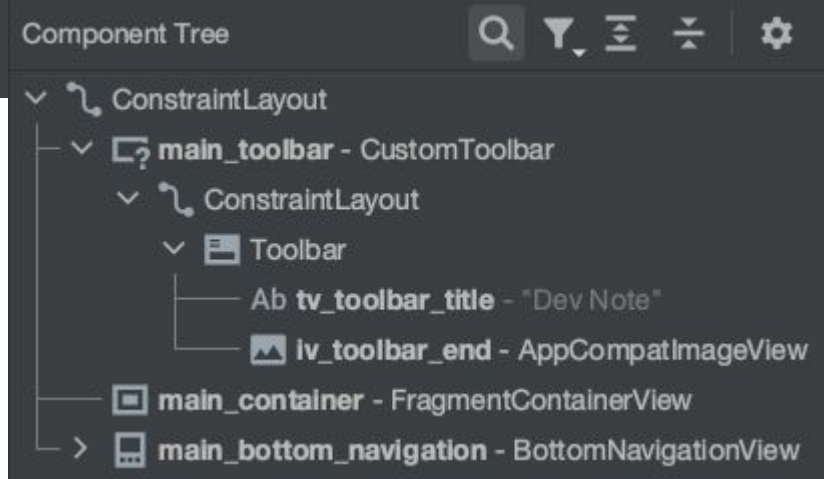 Component Tree
ConstraintLayout
main_toolbar - CustomToolbar
ConstraintLayout
Toolbar
Ab tv_toolbar_title - "Dev Note"
iv_toolbar_end - AppCompatImageView
main_container - FragmentContainerView
main_bottom_navigation - BottomNavigationView